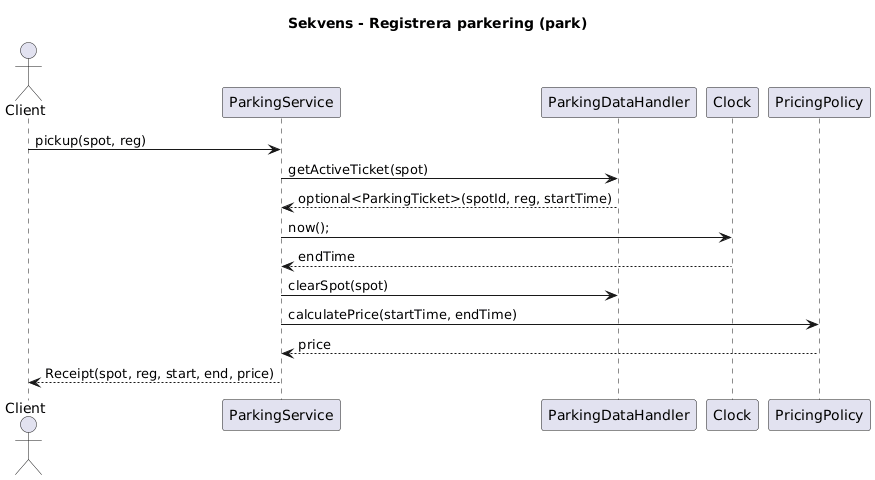 Sekvens - Registrera parkering (park)
Client
ParkingService
ParkingDataHandler
Clock
PricingPolicy
pickup(spot, reg)
getActiveTicket(spot)
optional<ParkingTicket>(spotId, reg, startTime)
now();
endTime
clearSpot(spot)
calculatePrice(startTime, endTime)
price
Receipt(spot, reg, start, end, price)
Client
ParkingService
ParkingDataHandler
Clock
PricingPolicy